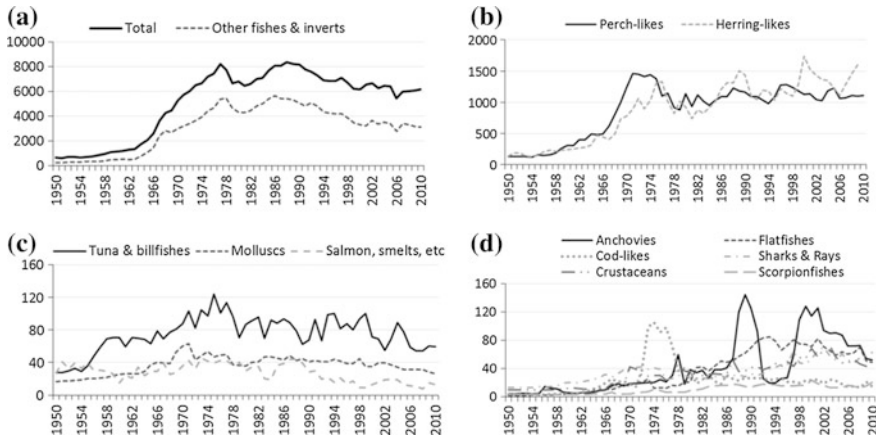 (a)
Total Other fishes & inverts
10000
8000
6000
4000
2000
0
1950 1954 1958 1962 1966 1970 1974 1978 1982 1986 1990 1994 1998 2002 2006 2010
(b)
Perch-likes Herring-likes
2000
1500
1000
500
0
1950 1954 1958 1962 1966 1970 1974 1978 1982 1986 1990 1994 1998 2002 2006 2010
(c)
Tuna & billfishes Molluscs Salmon, smelts, etc
160
120
80
40
0
1950 1954 1958 1962 1966 1970 1974 1978 1982 1986 1990 1994 1998 2002 2006 2010
(d)
Anchovies Flatfishes
Cod-likes Sharks & Rays
Crustaceans Scorpionfishes
160
120
80
40
0
1950 1954 1958 1962 1966 1970 1974 1978 1982 1986 1990 1994 1998 2002 2006 2010